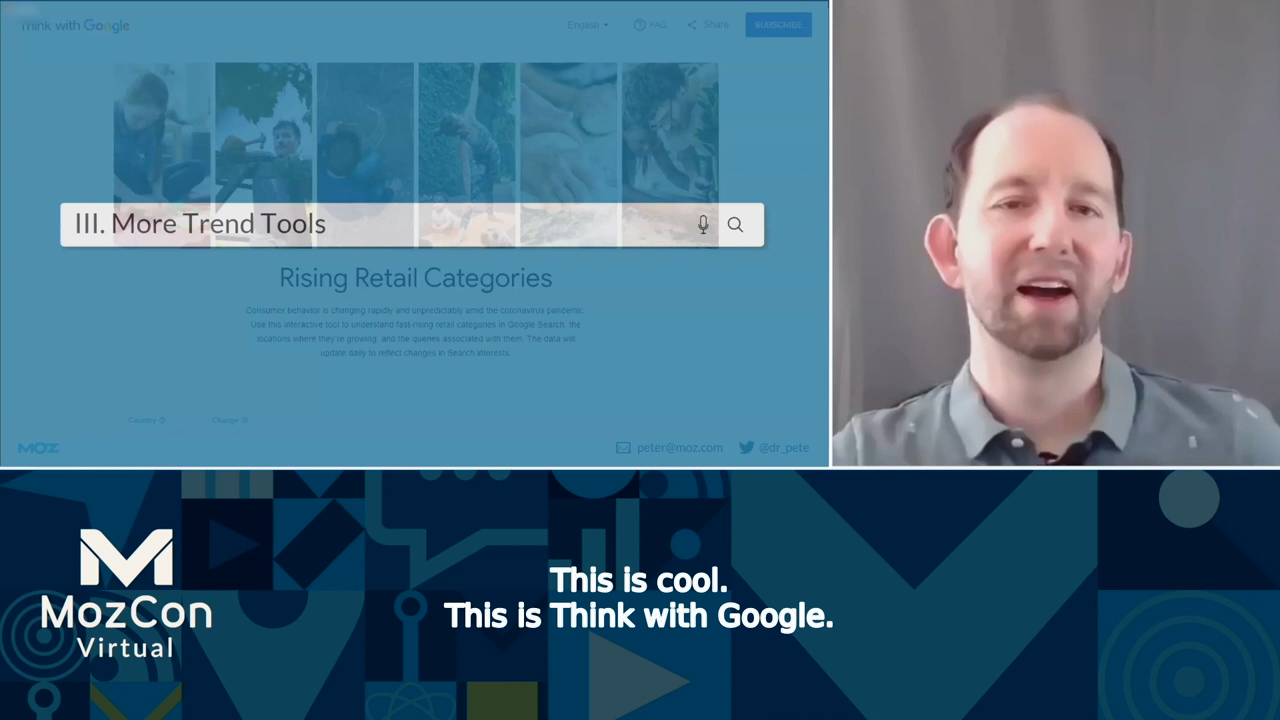 Think with Google
English
FAQ
Share
SUBSCRIBE
III. More Trend Tools
Rising Retail Categories
Consumer behavior is changing rapidly and unpredictably amid the coronavirus pandemic.
Use this interactive tool to understand fast-rising retail categories in Google Search, the
locations where they're growing, and the queries associated with them. The data will
update daily to reflect changes in Search interests.
Country
Change
MOZ
peter@moz.com
@dr_pete
MozCon
Virtual
This is cool.
This is Think with Google.